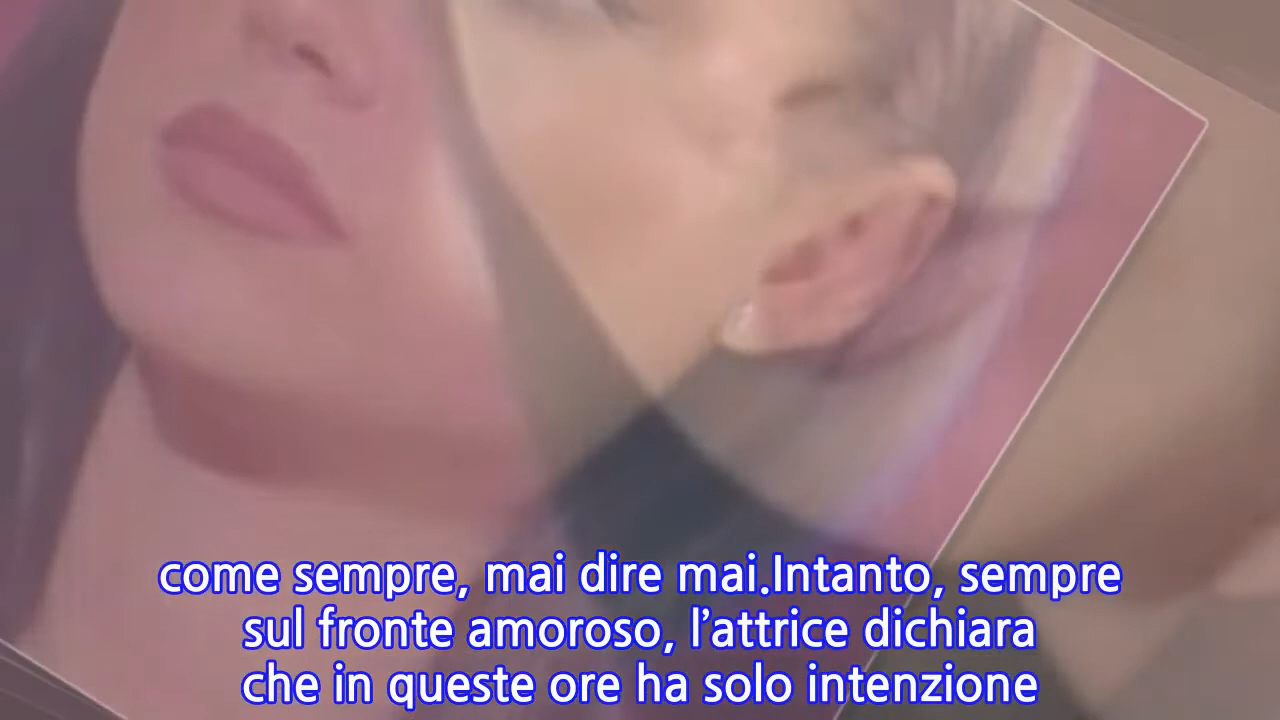 come sempre, mai dire mai.Intanto, sempre
sul fronte amoroso, l’attrice dichiara
che in queste ore ha solo intenzione